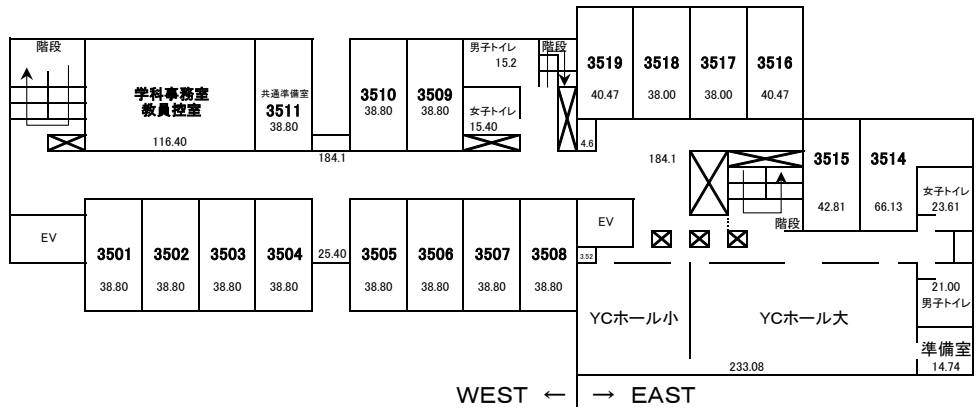 階段
学科事務室
教員控室
116.40
共通準備室
3511
38.80
3510
38.80
3509
38.80
男子トイレ
15.2
女子トイレ
15.40
階段
4.6
3519
40.47
3518
38.00
3517
38.00
3516
40.47
184.1
184.1
3515
42.81
3514
66.13
女子トイレ
23.61
階段
EV
3501
38.80
3502
38.80
3503
38.80
3504
38.80
25.40
3505
38.80
3506
38.80
3507
38.80
3508
38.80
EV
3.52
YCホール小
YCホール大
233.08
21.00
男子トイレ
準備室
14.74
WEST ← → EAST